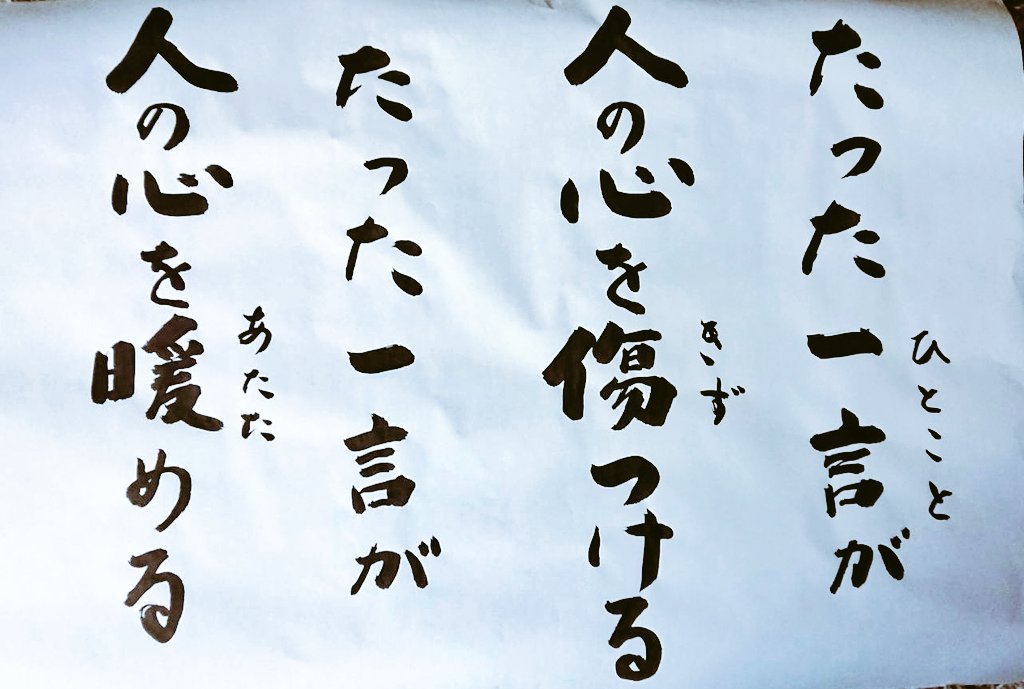 たった一言が
ひとこと
人の心を傷つける
きず
たった一言が
人の心を暖める
あたた